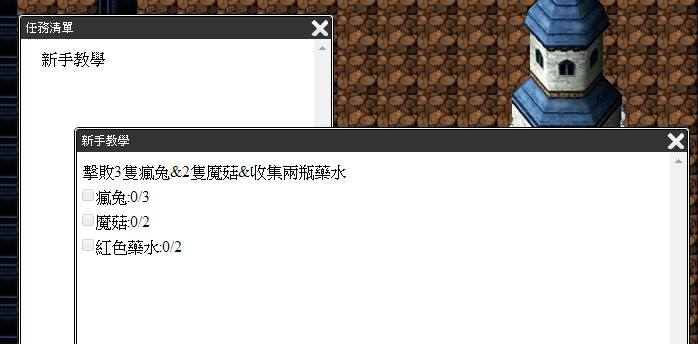 任務清單
新手教學
新手教學
擊敗3隻瘋兔&2隻魔菇&收集兩瓶藥水
瘋兔:0/3
魔菇:0/2
紅色藥水:0/2